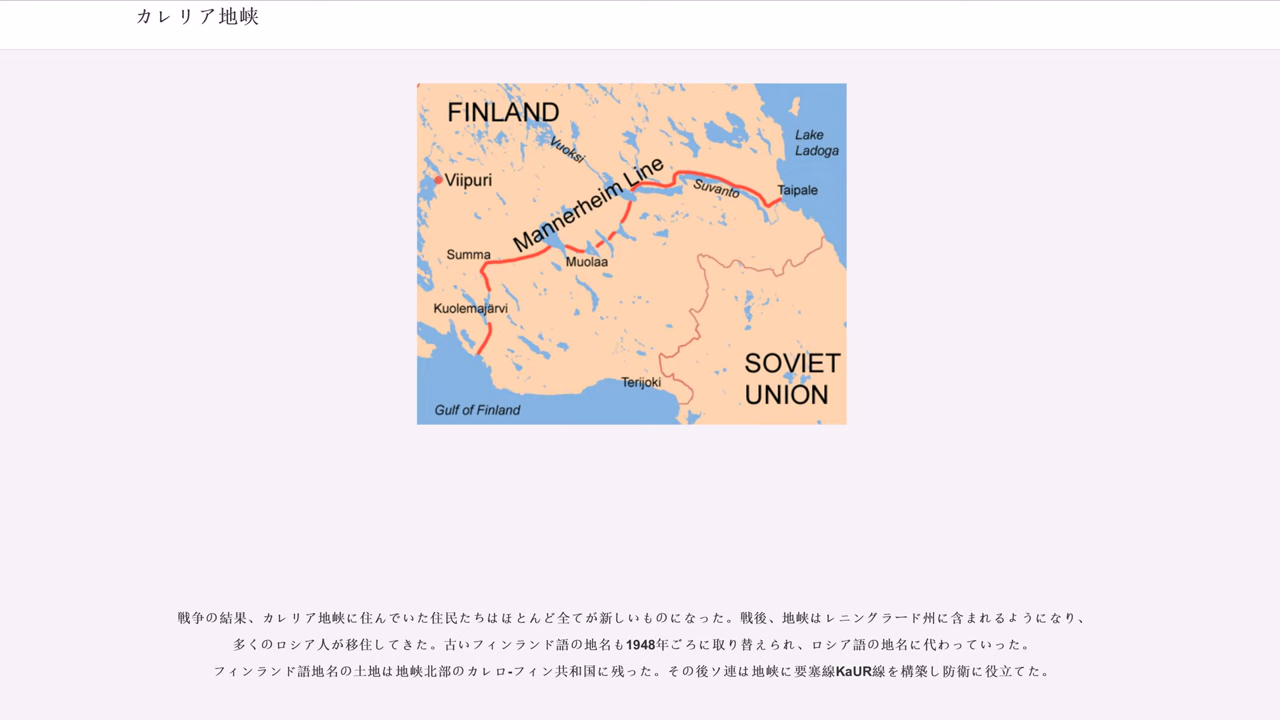 カレリア地峡
FINLAND
Vuoksi
Lake
Ladoga
Viipuri
Mannerheim Line
Suvanto
Taipale
Summa
Muolaa
Kuolemajärvi
SOVIET
UNION
Terijoki
Gulf of Finland
戦争の結果、カレリア地峡に住んでいた住民たちはほとんど全てが新しいものになった。戦後、地峡はレニングラード州に含まれるようになり、
多くのロシア人が移住してきた。古いフィンランド語の地名も1948年ごろに取り替えられ、ロシア語の地名に代わっていった。
フィンランド語地名の土地は地峡北部のカレロ-フィン共和国に残った。その後ソ連は地峡に要塞線KaUR線を構築し防衛に役立てた。